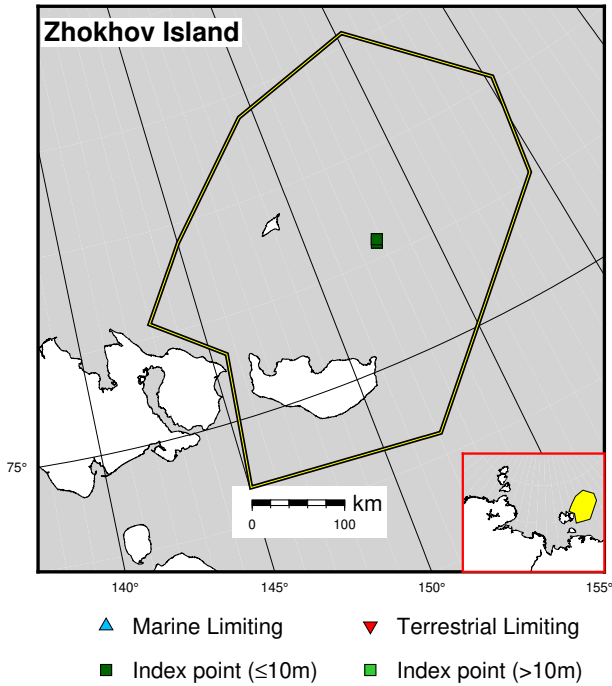 Zhokhov Island
75°
km
0 100
140° 145° 150° 155°
Marine Limiting Terrestrial Limiting
Index point (≤10m) Index point (>10m)